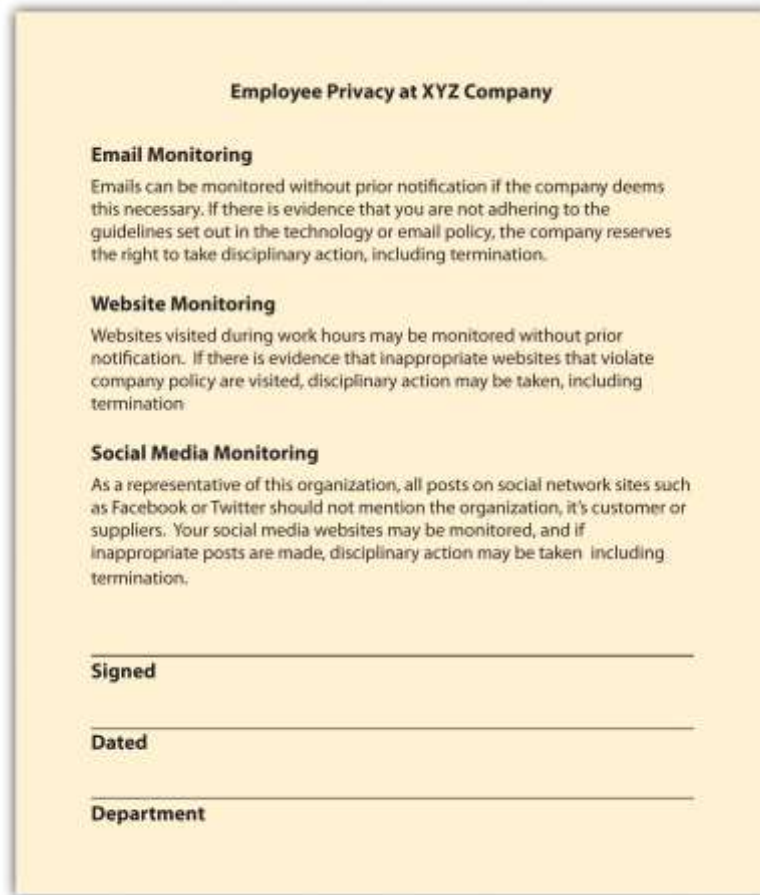 Employee Privacy at XYZ Company
Email Monitoring
Emails can be monitored without prior notification if the company deems
this necessary. If there is evidence that you are not adhering to the
guidelines set out in the technology or email policy, the company reserves
the right to take disciplinary action, including termination.
Website Monitoring
Websites visited during work hours may be monitored without prior
notification.  If there is evidence that inappropriate websites that violate
company policy are visited, disciplinary action may be taken, including
termination
Social Media Monitoring
As a representative of this organization, all posts on social network sites such
as Facebook or Twitter should not mention the organization, it's customer or
suppliers.  Your social media websites may be monitored, and if
inappropriate posts are made, disciplinary action may be taken  including
termination.
Signed
Dated
Department